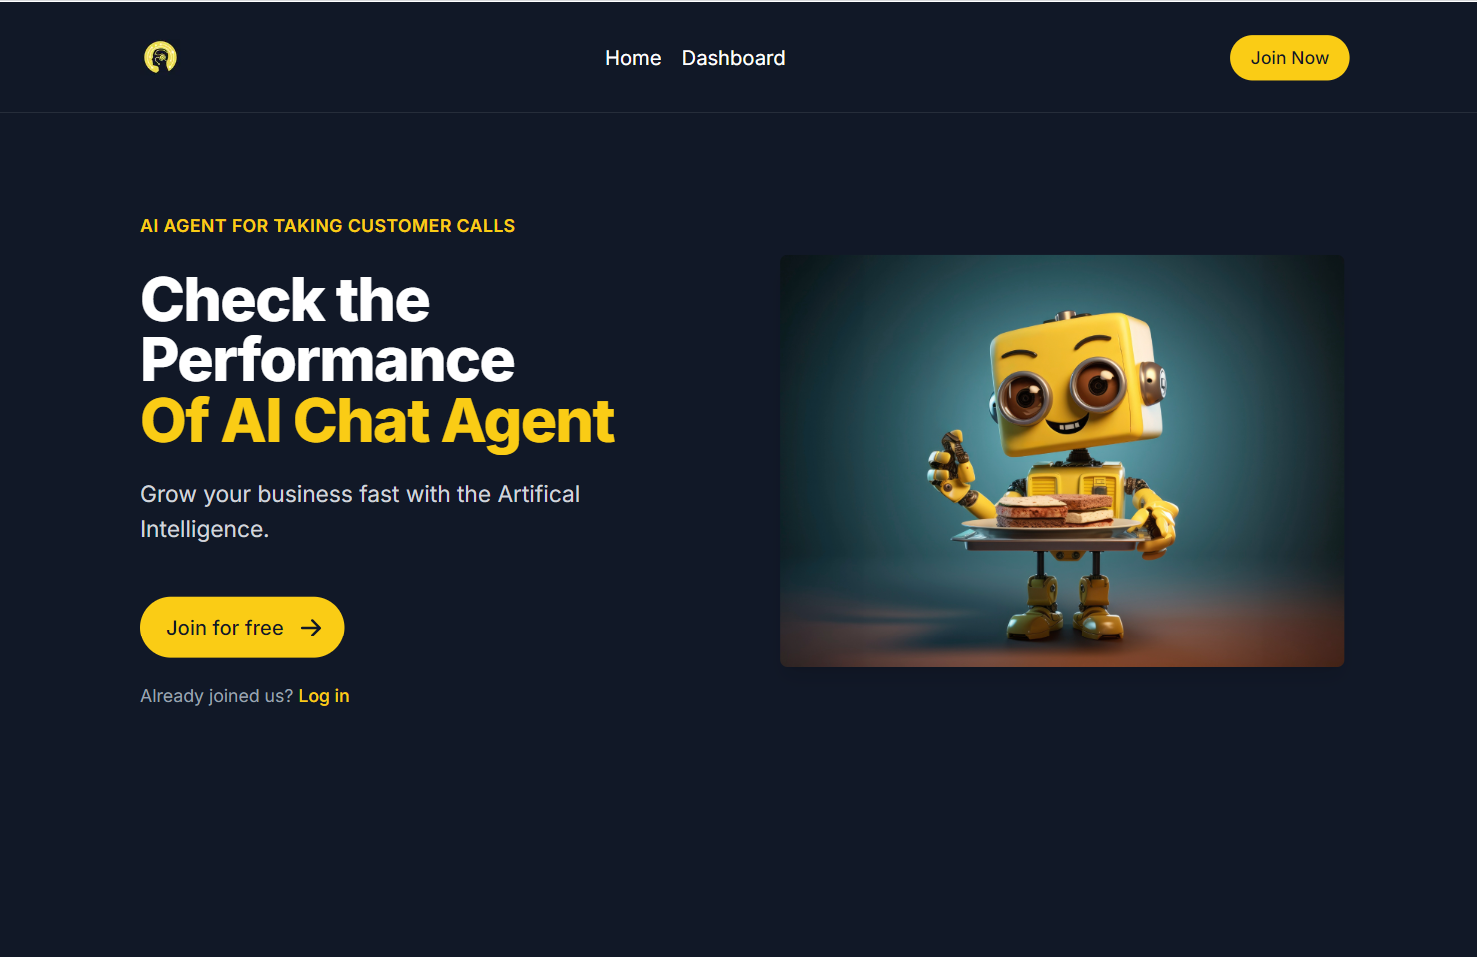 Home Dashboard Join Now
AI AGENT FOR TAKING CUSTOMER CALLS
Check the
Performance
Of AI Chat Agent
Grow your business fast with the Artifical
Intelligence.
Join for free
Already joined us? Log in